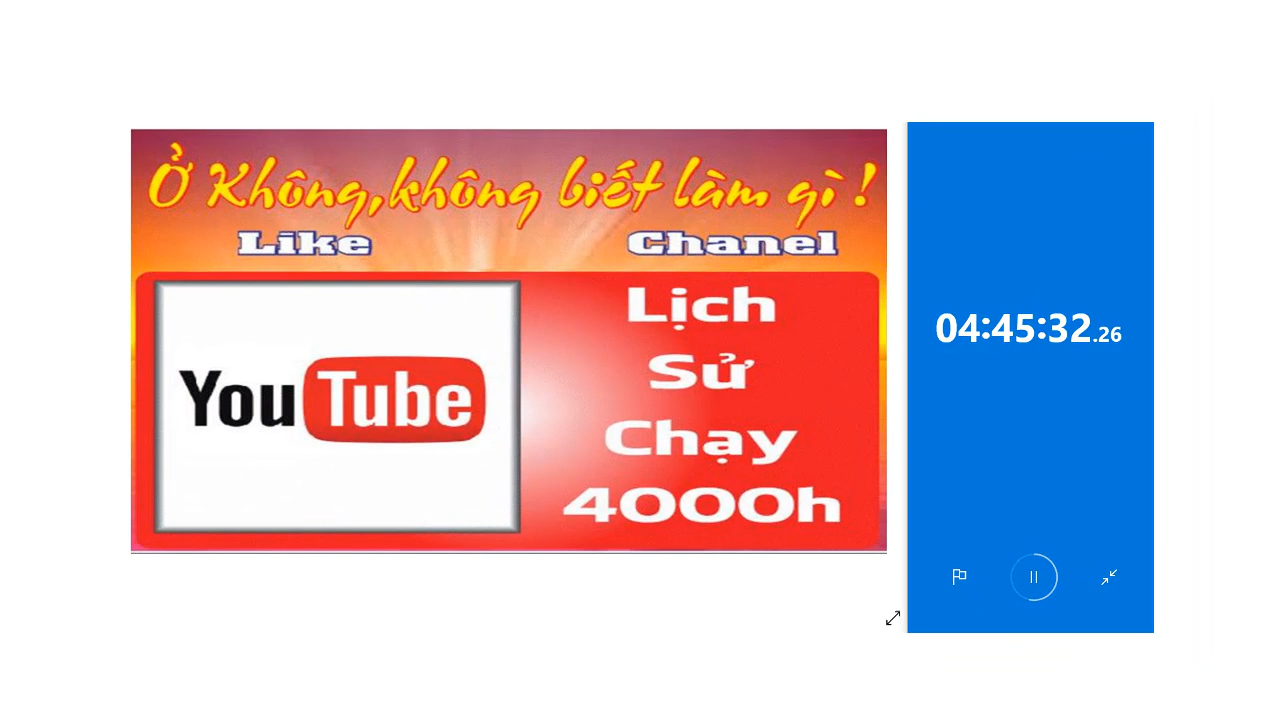 Ở Không,không biết làm gì !
Like Chanel
YouTube
Lịch
Sử
Chạy
4000h
04:45:32.26